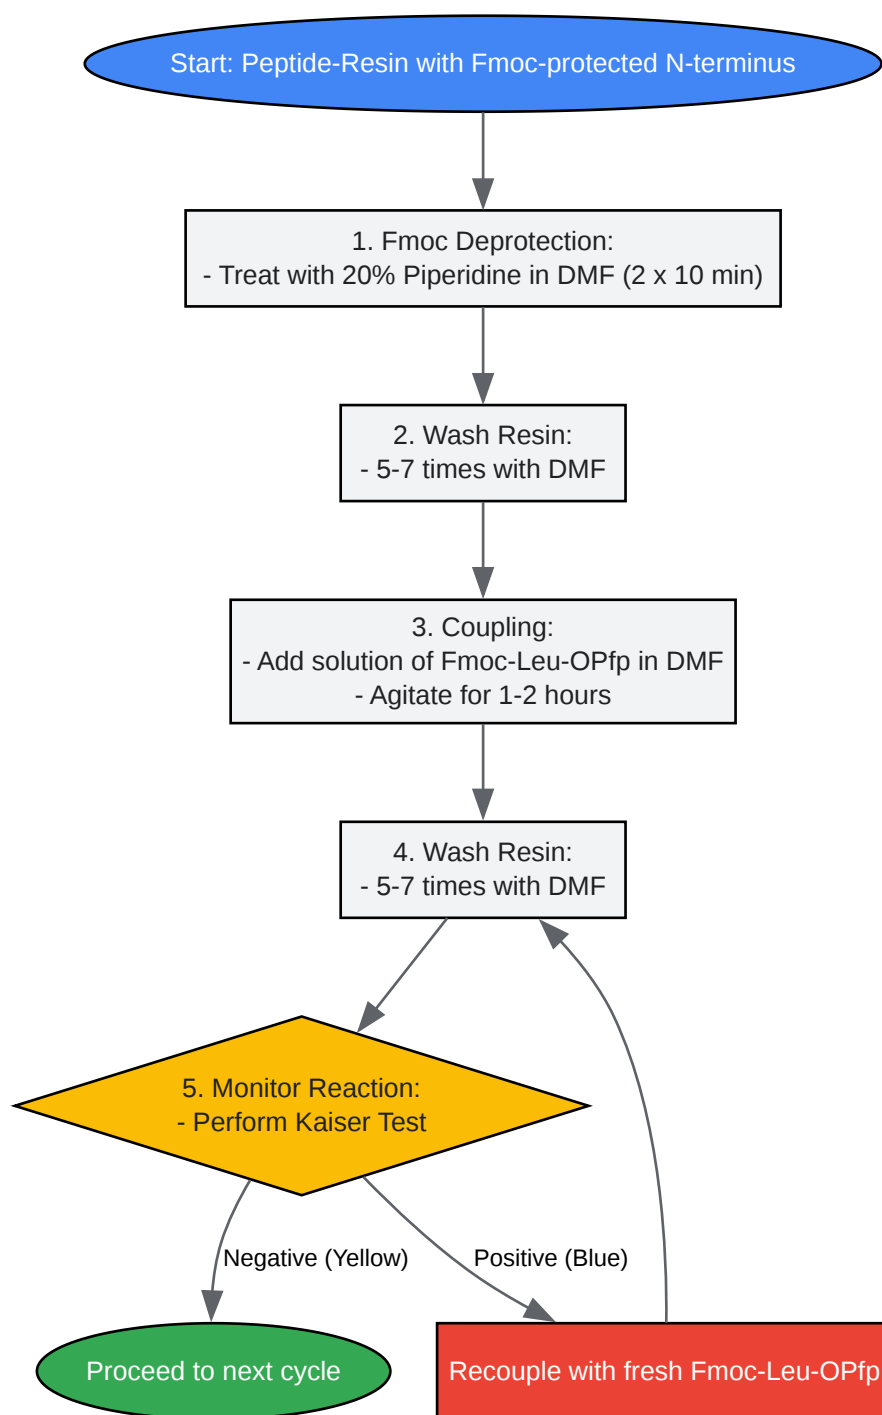 Start: Peptide-Resin with Fmoc-protected N-terminus
1. Fmoc Deprotection:
- Treat with 20% Piperidine in DMF (2 x 10 min)
2. Wash Resin:
- 5-7 times with DMF
3. Coupling:
- Add solution of Fmoc-Leu-OPfp in DMF
- Agitate for 1-2 hours
4. Wash Resin:
- 5-7 times with DMF
5. Monitor Reaction:
- Perform Kaiser Test
Negative (Yellow)
Positive (Blue)
Proceed to next cycle
Recouple with fresh Fmoc-Leu-OPfp